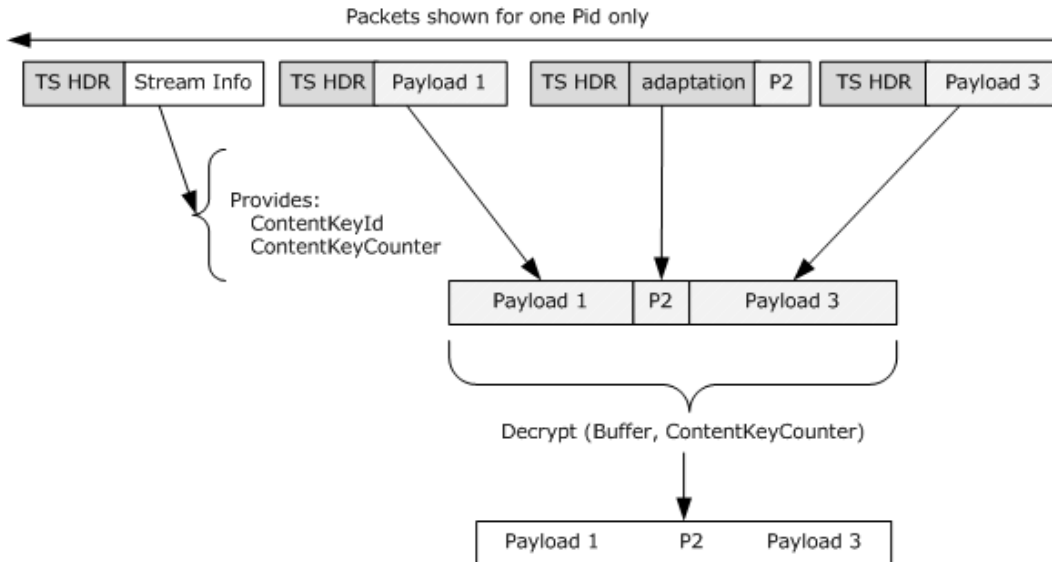 Packets shown for one Pid only
TS HDR Stream Info TS HDR Payload 1 TS HDR adaptation P2 TS HDR Payload 3
Provides:
ContentKeyId
ContentKeyCounter
Payload 1 P2 Payload 3
Decrypt (Buffer, ContentKeyCounter)
Payload 1 P2 Payload 3